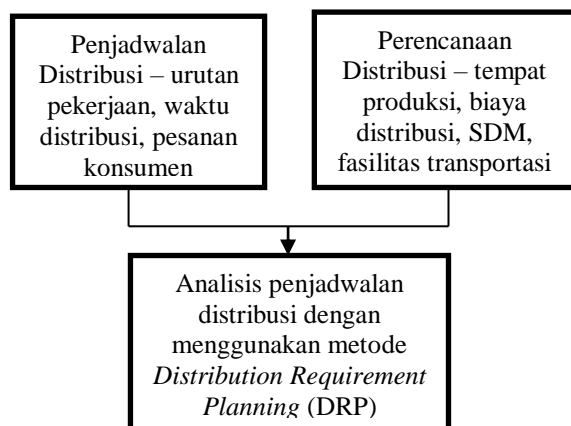 Penjadwalan
Distribusi – urutan
pekerjaan, waktu
distribusi, pesanan
konsumen
Perencanaan
Distribusi – tempat
produksi, biaya
distribusi, SDM,
fasilitas transportasi
Analisis penjadwalan
distribusi dengan
menggunakan metode
Distribution Requirement
Planning (DRP)